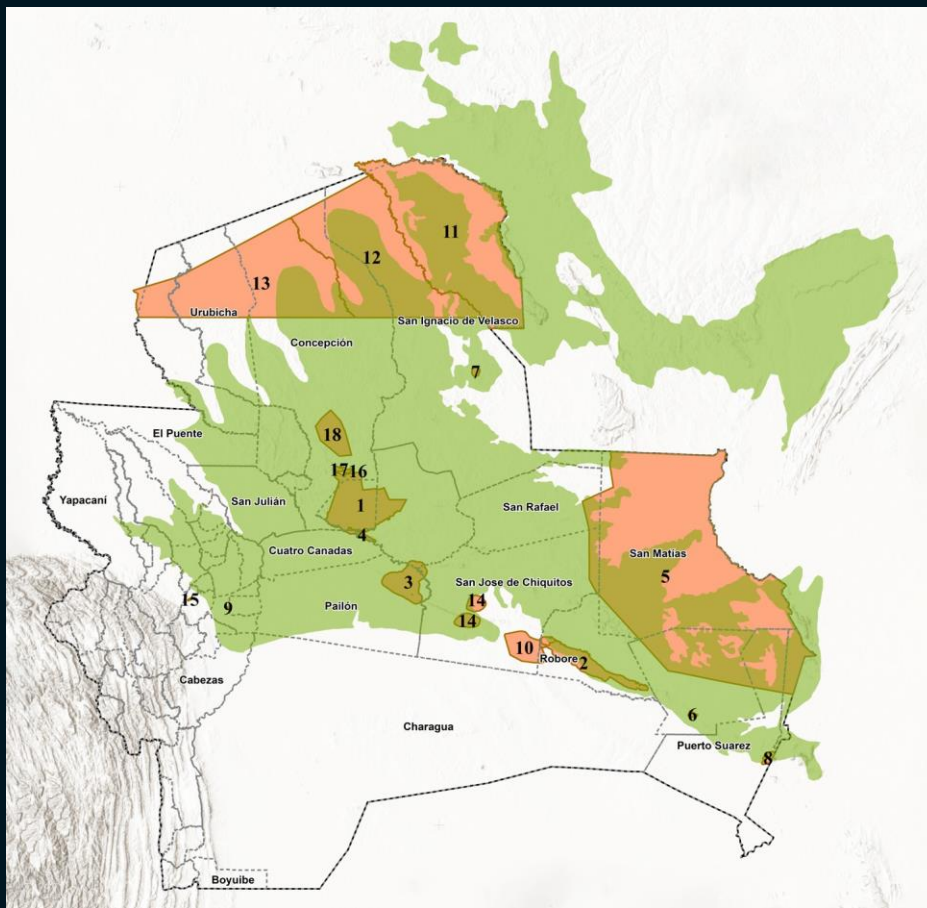 11
12
13
Urubicha
San Ignacio de Velasco
Concepción
7
18
El Puente
17 16
Yapacaní
San Julián
1
San Rafael
4
Cuatro Canadas
San Matías
5
3
San Jose de Chiquitos
14
15
9
Pailón
14
10
Robore
2
Cabezas
6
Charagua
Puerto Suarez
8
Boyuibe